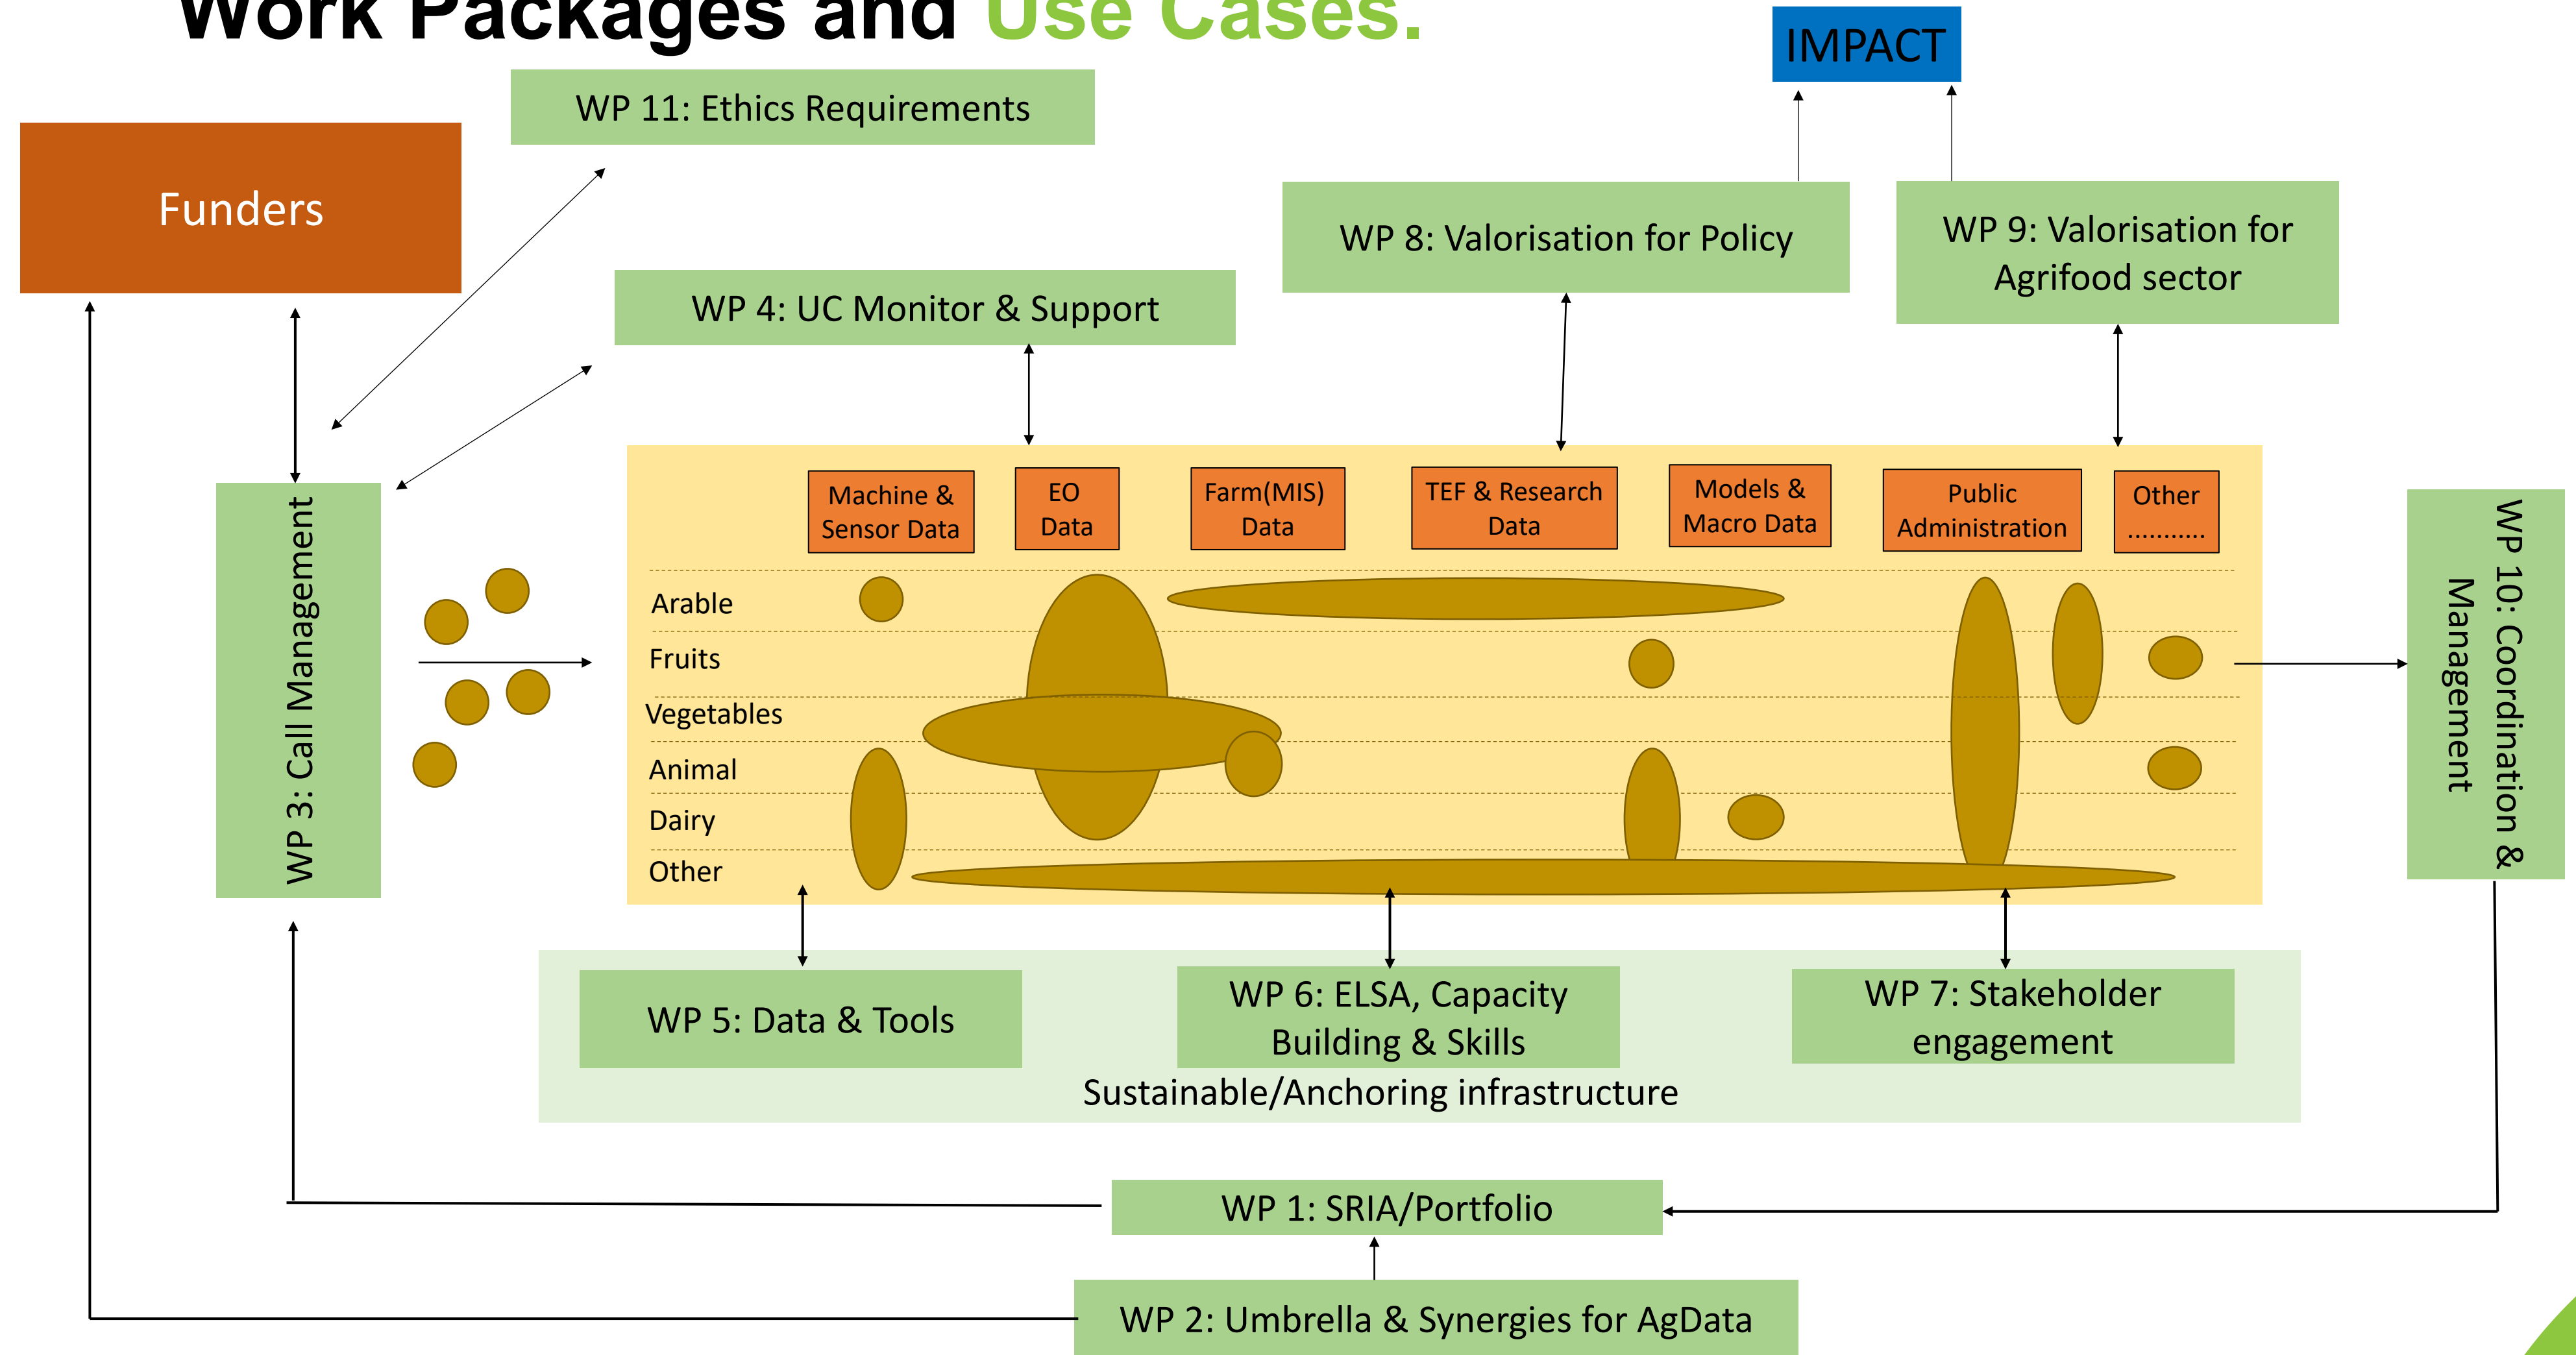 Work Packages and Use Cases.
IMPACT
WP 11: Ethics Requirements
Funders
WP 8: Valorisation for Policy
WP 9: Valorisation for
Agrifood sector
WP 4: UC Monitor & Support
WP 3: Call Management
Machine &
Sensor Data
EO
Data
Farm(MIS)
Data
TEF & Research
Data
Models &
Macro Data
Public
Administration
Other
...........
Arable
Fruits
Vegetables
Animal
Dairy
Other
WP 10: Coordination &
Management
WP 5: Data & Tools
WP 6: ELSA, Capacity
Building & Skills
WP 7: Stakeholder
engagement
Sustainable/Anchoring infrastructure
WP 1: SRIA/Portfolio
WP 2: Umbrella & Synergies for AgData